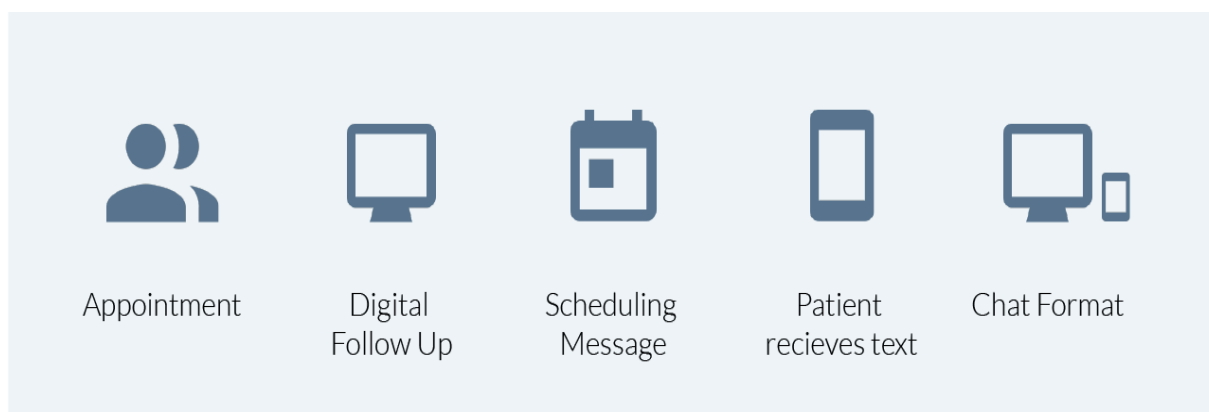 Appointment
Digital
Follow Up
Scheduling
Message
Patient
recieves text
Chat Format